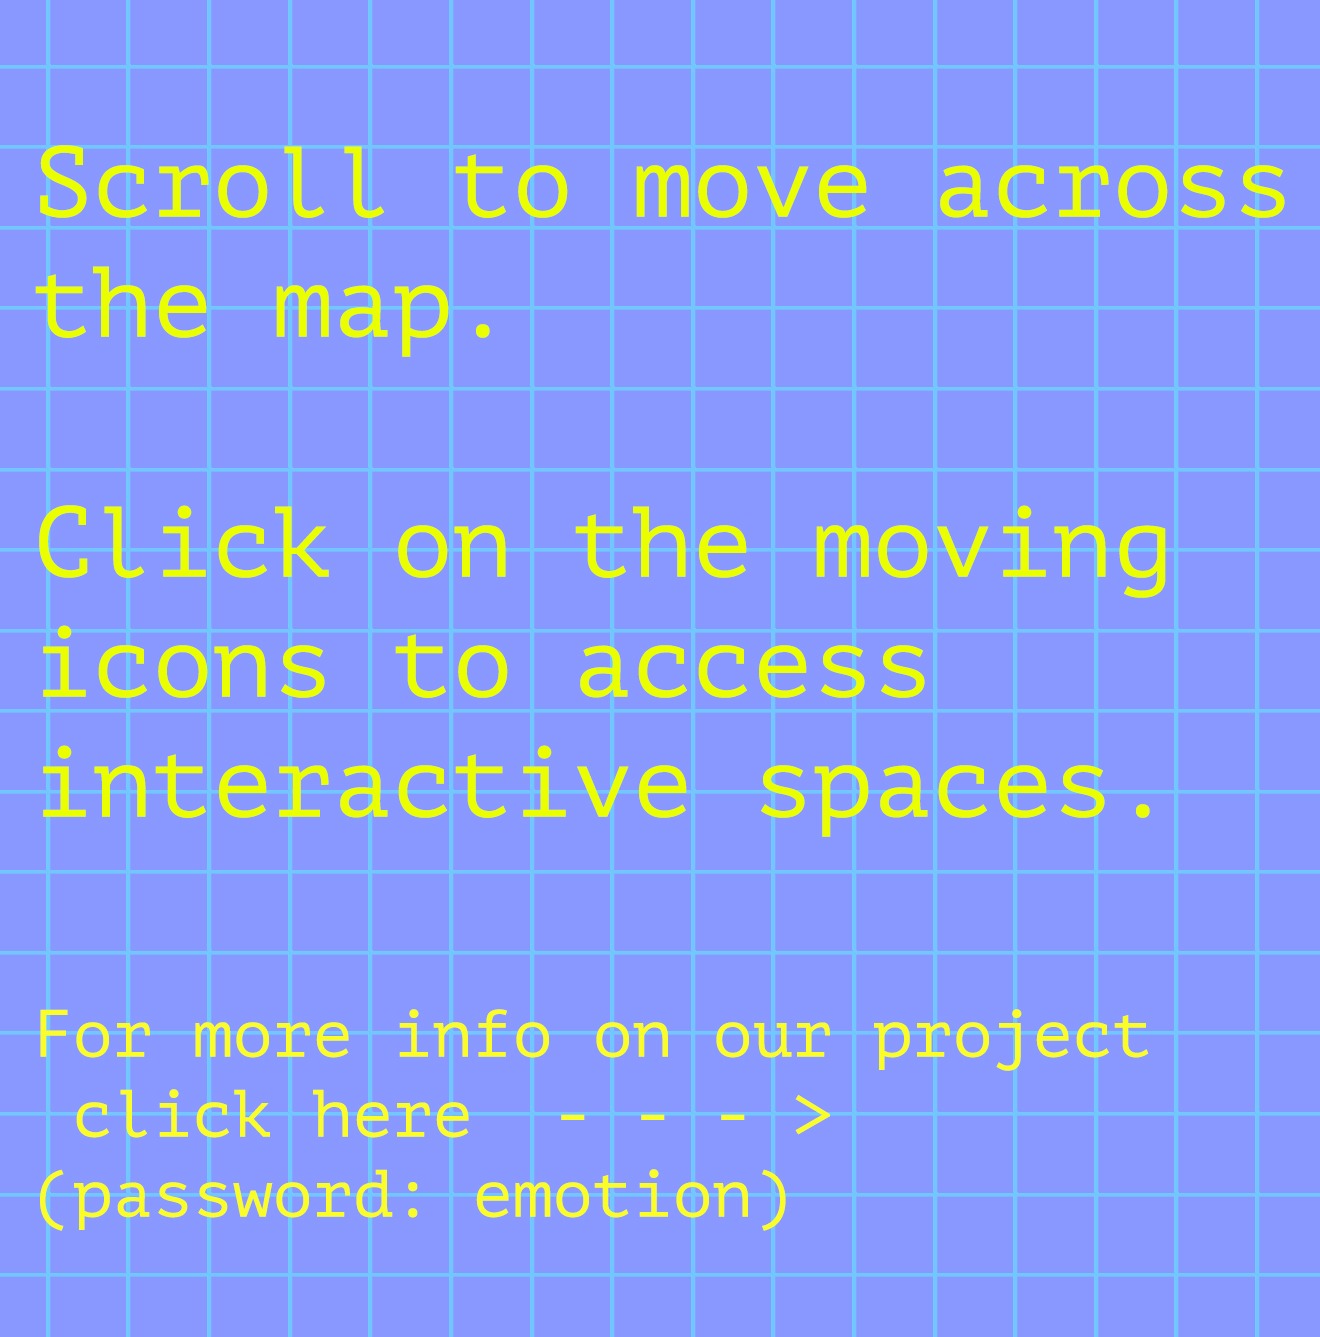 Scroll to move across
the map.
Click on the moving
icons to access
interactive spaces.
For more info on our project
click here - - - >
(password: emotion)